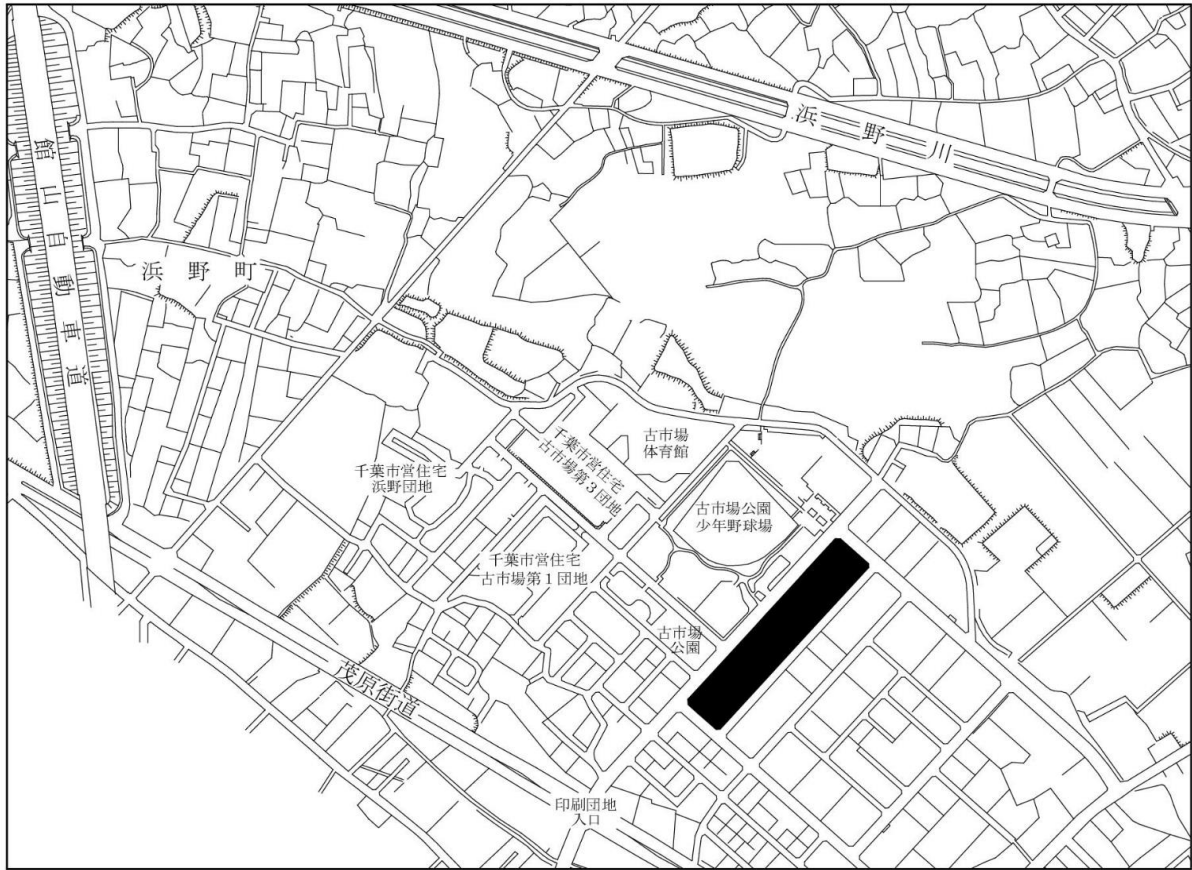 浜野川
館山自動車道
浜野町
古市場
体育館
千葉市営住宅
古市場第3団地
千葉市営住宅
浜野団地
古市場公園
少年野球場
千葉市営住宅
古市場第1団地
古市場
公園
茂原街道
印刷団地
入口